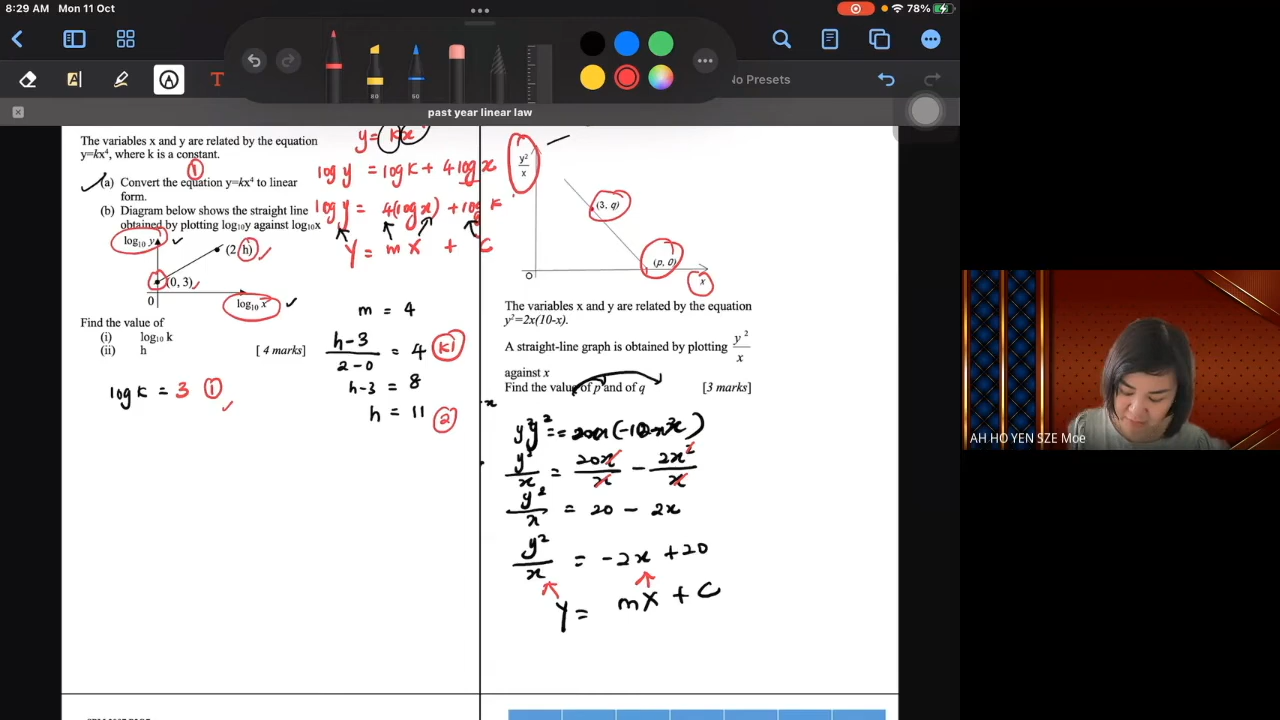 8:29 AM Mon 11 Oct
78%
A
A
T
80
50
No Presets
past year linear law
The variables x and y are related by the equation
y=kx⁴, where k is a constant.
①
(a) Convert the equation y=kx⁴ to linear
form.
(b) Diagram below shows the straight line
obtained by plotting log₁₀y against log₁₀x
log₁₀ y
(2 h)
(0, 3)
0
log₁₀ x
Find the value of
(i) log₁₀ k
(ii) h [ 4 marks]
log k = 3 ①
log y = log k + 4 log x
log y = 4(log x) + log k
Y = m X + C
m = 4
h-3/2-0 = 4 K1
h-3 = 8
h = 11 ②
y²/x
(3, q)
(p, 0)
O
x
The variables x and y are related by the equation
y²=2x(10-x).
A straight-line graph is obtained by plotting y²/x
against x
Find the value of p and of q [3 marks]
y²/x = 20x/x - 2x²/x
y²/x = 20 - 2x
y²/x = -2x +20
Y = mX + C
AH HO YEN SZE Moe